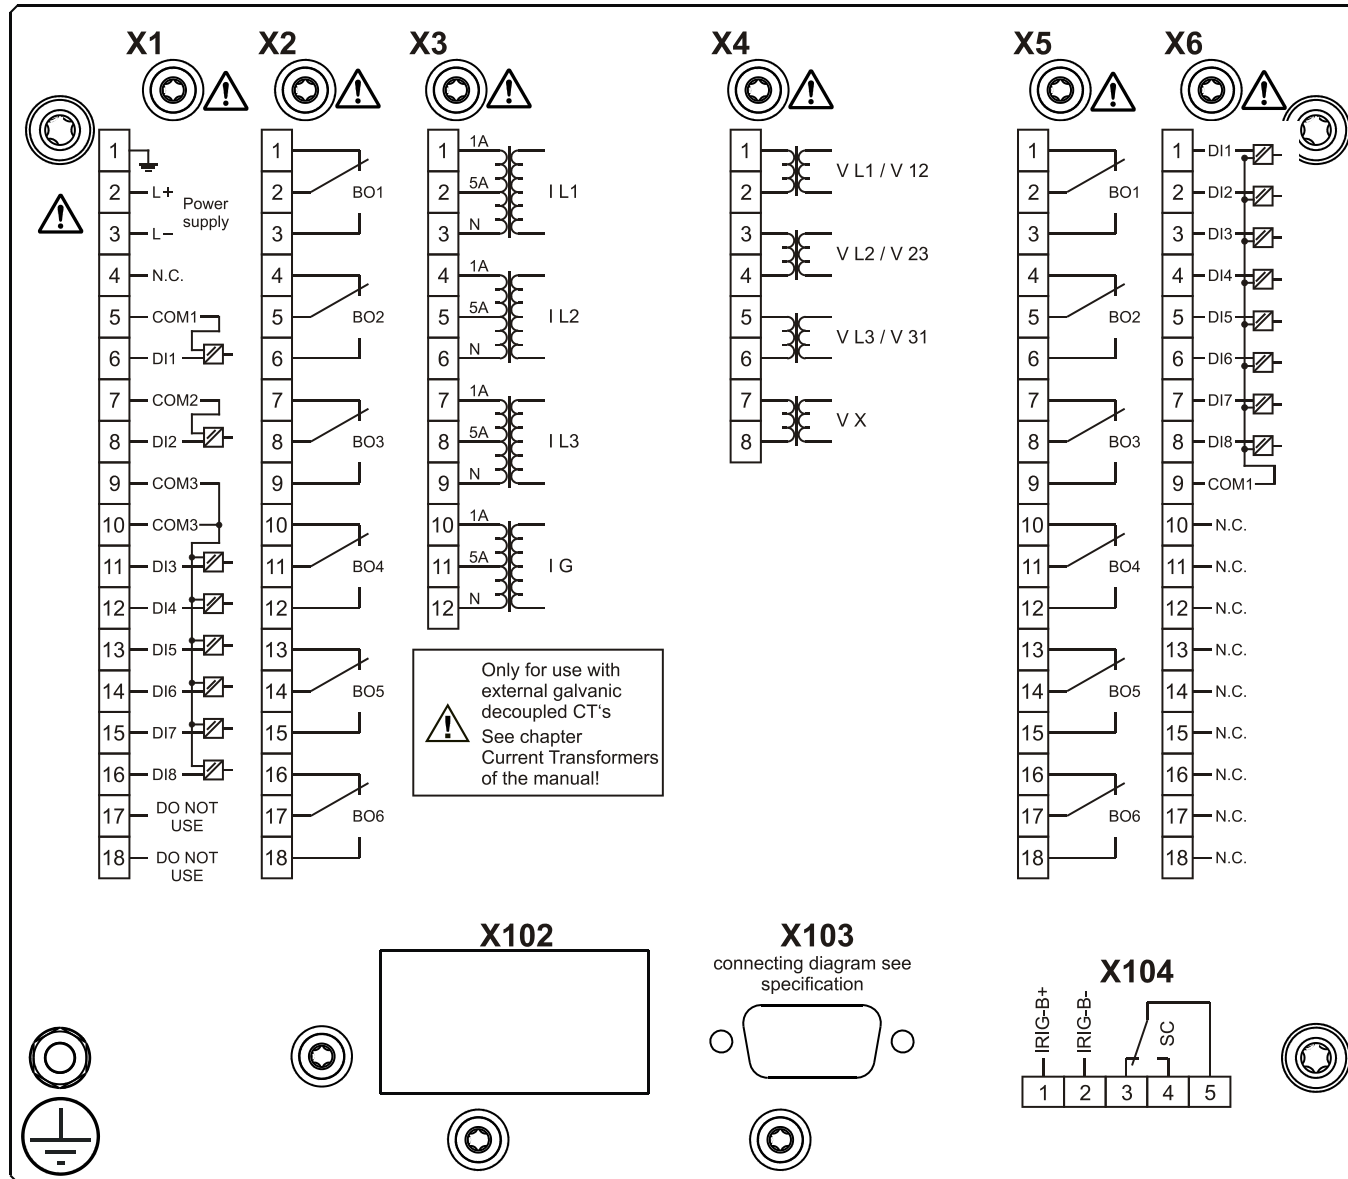 X1 X2 X3 X4 X5 X6
1
2 L+
3 L−
Power
supply
4 N.C.
5 COM1
6 DI1
7 COM2
8 DI2
9 COM3
10 COM3
11 DI3
12 DI4
13 DI5
14 DI6
15 DI7
16 DI8
17 DO NOT
USE
18 DO NOT
USE
1
2 BO1
3
4
5 BO2
6
7
8 BO3
9
10
11 BO4
12
13
14 BO5
15
16
17 BO6
18
1 1A
2 5A I L1
3 N
4 1A
5 5A I L2
6 N
7 1A
8 5A I L3
9 N
10 1A
11 5A I G
12 N
Only for use with
external galvanic
decoupled CT‘s
See chapter
Current Transformers
of the manual!
1
2
V L1 / V 12
3
4
V L2 / V 23
5
6
V L3 / V 31
7
8
V X
1
2 BO1
3
4
5 BO2
6
7
8 BO3
9
10
11 BO4
12
13
14 BO5
15
16
17 BO6
18
1 DI1
2 DI2
3 DI3
4 DI4
5 DI5
6 DI6
7 DI7
8 DI8
9 COM1
10 N.C.
11 N.C.
12 N.C.
13 N.C.
14 N.C.
15 N.C.
16 N.C.
17 N.C.
18 N.C.
X102
X103
connecting diagram see
specification
X104
IRIG-B+
IRIG-B-
SC
1 2 3 4 5